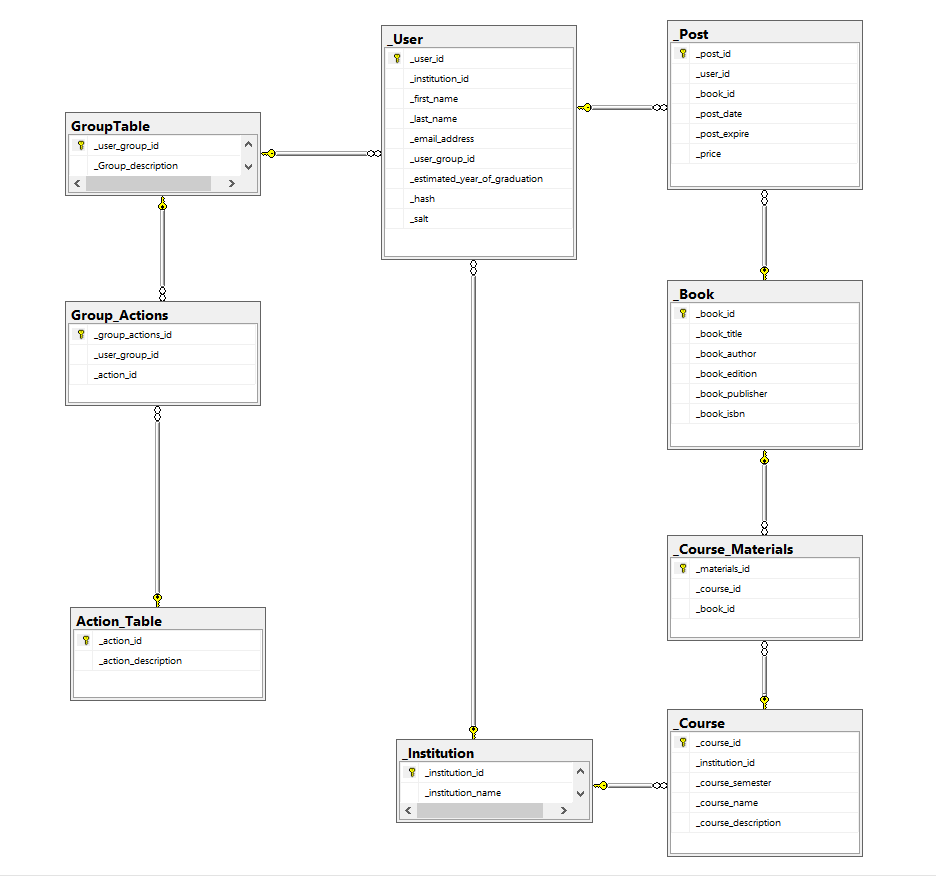 _User
_user_id
_institution_id
_first_name
_last_name
_email_address
_user_group_id
_estimated_year_of_graduation
_hash
_salt
_Post
_post_id
_user_id
_book_id
_post_date
_post_expire
_price
GroupTable
_user_group_id
_Group_description
Group_Actions
_group_actions_id
_user_group_id
_action_id
_Book
_book_id
_book_title
_book_author
_book_edition
_book_publisher
_book_isbn
_Course_Materials
_materials_id
_course_id
_book_id
Action_Table
_action_id
_action_description
_Institution
_institution_id
_institution_name
_Course
_course_id
_institution_id
_course_semester
_course_name
_course_description